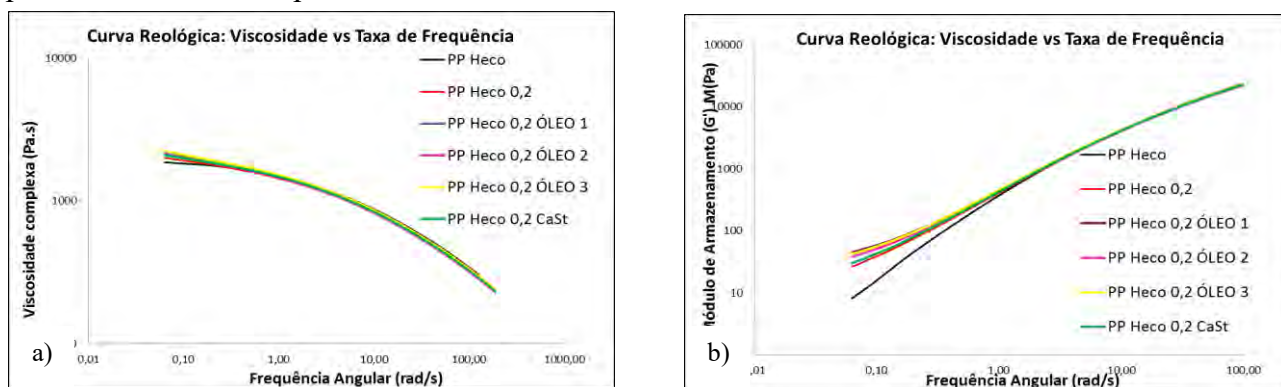 Curva Reológica: Viscosidade vs Taxa de Frequência
10000
1000
Viscosidade complexa (Pa.s)
PP Heco
PP Heco 0,2
PP Heco 0,2 ÓLEO 1
PP Heco 0,2 ÓLEO 2
PP Heco 0,2 ÓLEO 3
PP Heco 0,2 CaSt
0,01 0,10 1,00 10,00 100,00 1000,00
Frequência Angular (rad/s)
a)
Curva Reológica: Viscosidade vs Taxa de Frequência
100000
10000
1000
100
10
Módulo de Armazenamento (G')_M(Pa)
PP Heco
PP Heco 0,2
PP Heco 0,2 ÓLEO 1
PP Heco 0,2 ÓLEO 2
PP Heco 0,2 ÓLEO 3
PP Heco 0,2 CaSt
,01 0,10 1,00 10,00 100,00
Frequência Angular (rad/s)
b)